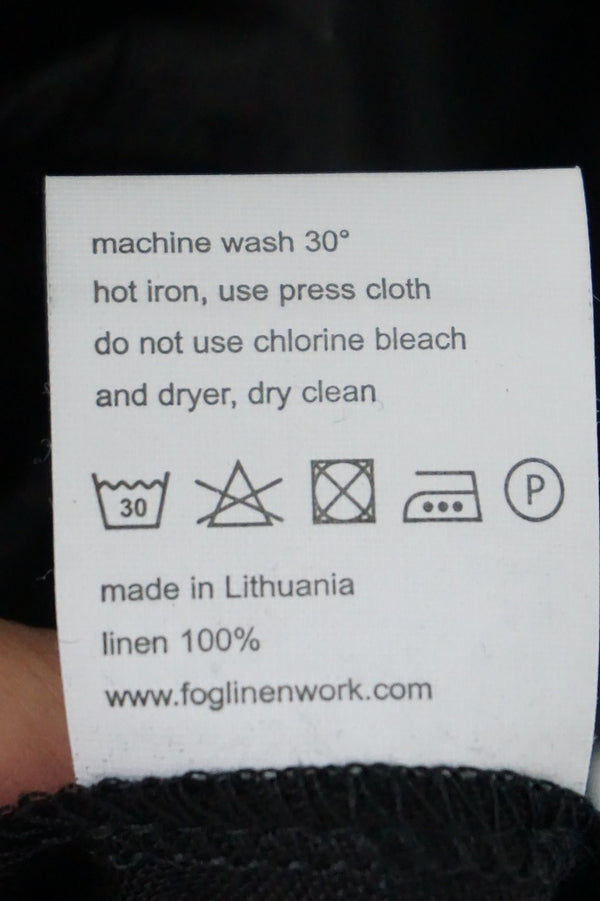 machine wash 30°
hot iron, use press cloth
do not use chlorine bleach
and dryer, dry clean
30
P
made in Lithuania
linen 100%
www.foglinenwork.com